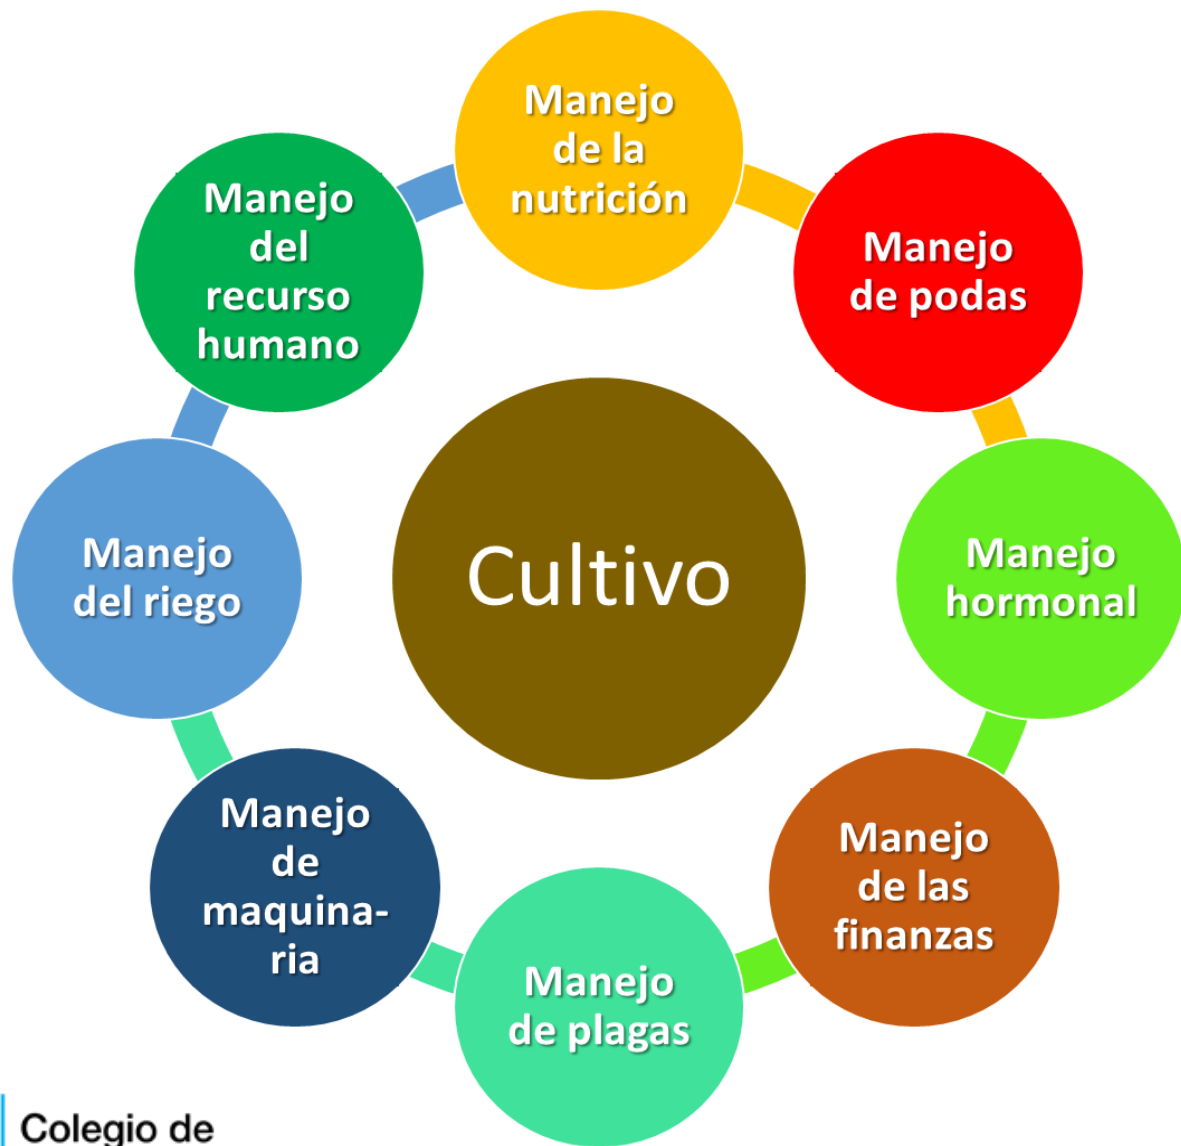 Manejo
de la
nutrición
Manejo
de podas
Manejo
hormonal
Manejo
de las
finanzas
Manejo
de plagas
Manejo
de
maquina-
ria
Manejo
del riego
Manejo
del
recurso
humano
Cultivo
Colegio de